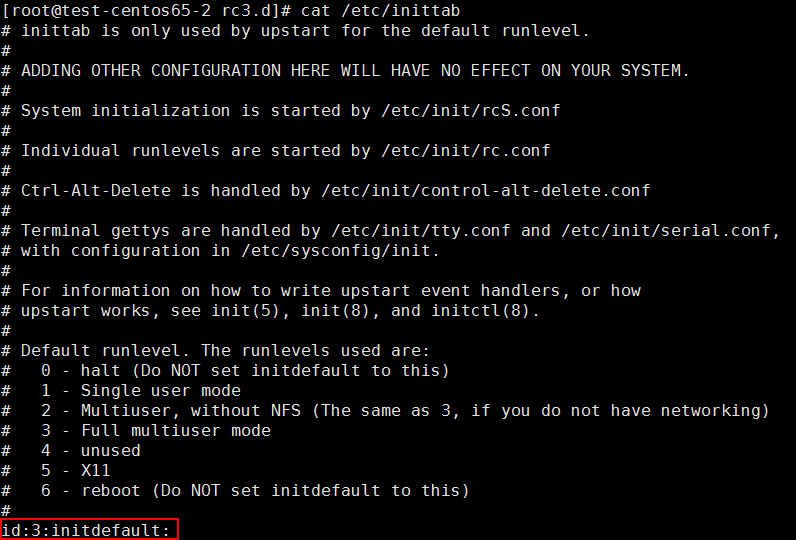 [root@test-centos65-2 rc3.d]# cat /etc/inittab
# inittab is only used by upstart for the default runlevel.
#
# ADDING OTHER CONFIGURATION HERE WILL HAVE NO EFFECT ON YOUR SYSTEM.
#
# System initialization is started by /etc/init/rcS.conf
#
# Individual runlevels are started by /etc/init/rc.conf
#
# Ctrl-Alt-Delete is handled by /etc/init/control-alt-delete.conf
#
# Terminal gettys are handled by /etc/init/tty.conf and /etc/init/serial.conf,
# with configuration in /etc/sysconfig/init.
#
# For information on how to write upstart event handlers, or how
# upstart works, see init(5), init(8), and initctl(8).
#
# Default runlevel. The runlevels used are:
#   0 - halt (Do NOT set initdefault to this)
#   1 - Single user mode
#   2 - Multiuser, without NFS (The same as 3, if you do not have networking)
#   3 - Full multiuser mode
#   4 - unused
#   5 - X11
#   6 - reboot (Do NOT set initdefault to this)
#
id:3:initdefault: